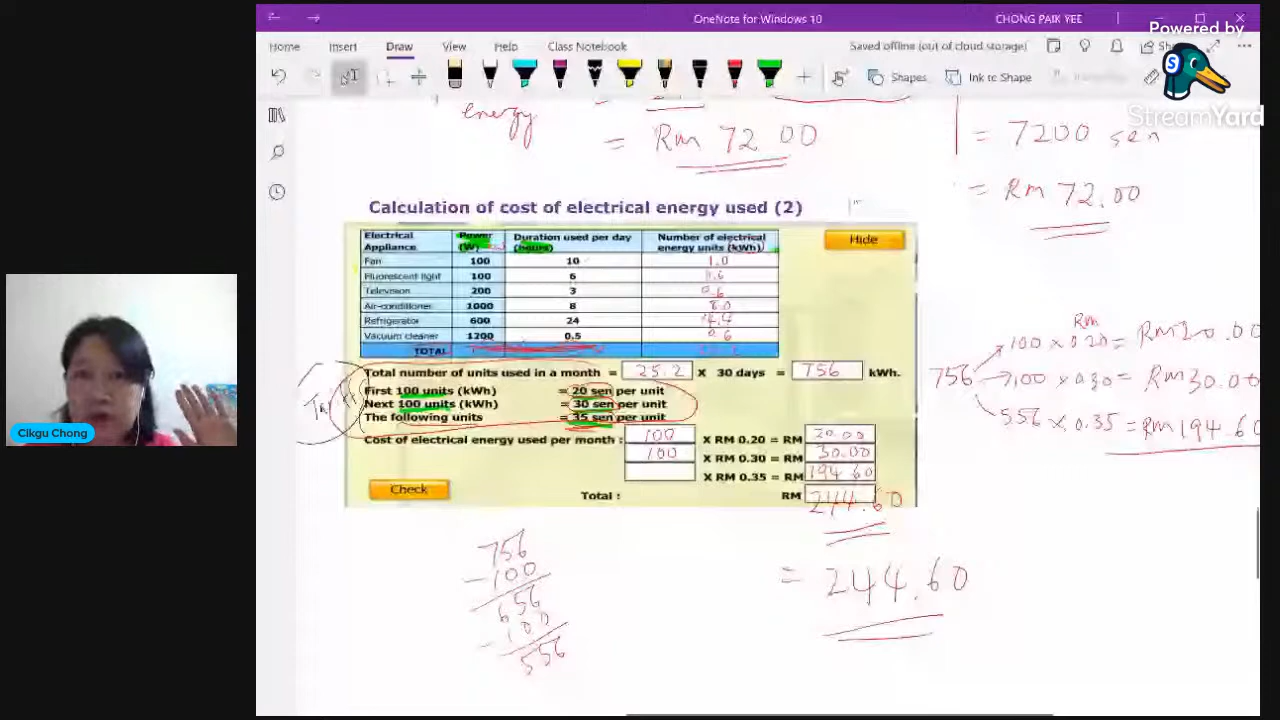 OneNote for Windows 10
CHONG PAIK YEE
Powered by
StreamYard
Home Insert Draw View Help Class Notebook
Saved offline (out of cloud storage)
Shapes Ink to Shape
energy
= Rm 72.00
= 7200 sen
= Rm 72.00
Calculation of cost of electrical energy used (2)
Hide
Electrical Appliance Power (W) Duration used per day (hours) Number of electrical energy units (kWh)
Fan 100 10 1.0
Fluorescent light 100 6 0.6
Television 200 3 0.6
Air-conditioner 1000 8 8.0
Refrigerator 600 24 14.4
Vacuum cleaner 1200 0.5 0.6
TOTAL
Total number of units used in a month = 25.2 X 30 days = 756 kWh.
First 100 units (kWh) = 20 sen per unit
Next 100 units (kWh) = 30 sen per unit
The following units = 35 sen per unit
Cost of electrical energy used per month : 100 X RM 0.20 = RM 20.00
100 X RM 0.30 = RM 30.00
X RM 0.35 = RM 194.60
Check
Total : RM 244.60
= 244.60
756
-100
656
-100
556
Rm
756
100 x 0.20 = Rm 20.00
100 x 0.30 = Rm 30.00
556 x 0.35 = Rm 194.60
Cikgu Chong